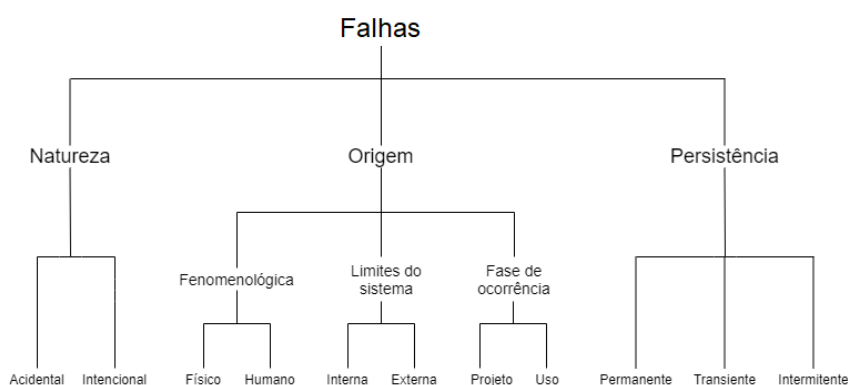 Falhas
Natureza
Origem
Persistência
Fenomenológica
Limites do
sistema
Fase de
ocorrência
Acidental
Intencional
Físico
Humano
Interna
Externa
Projeto
Uso
Permanente
Transiente
Intermitente